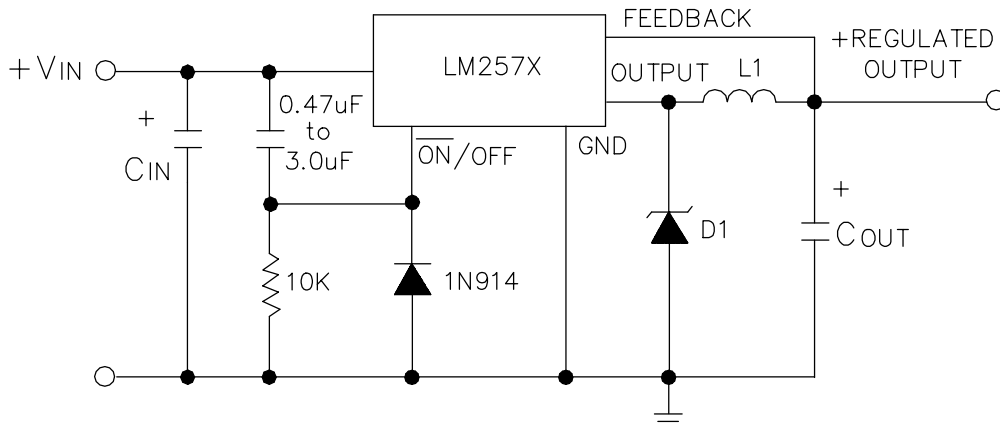 FEEDBACK
+VIN
LM257X
OUTPUT
L1
+REGULATED
OUTPUT
+
CIN
0.47uF
to
3.0uF
ON/OFF
GND
+
COUT
D1
10K
1N914